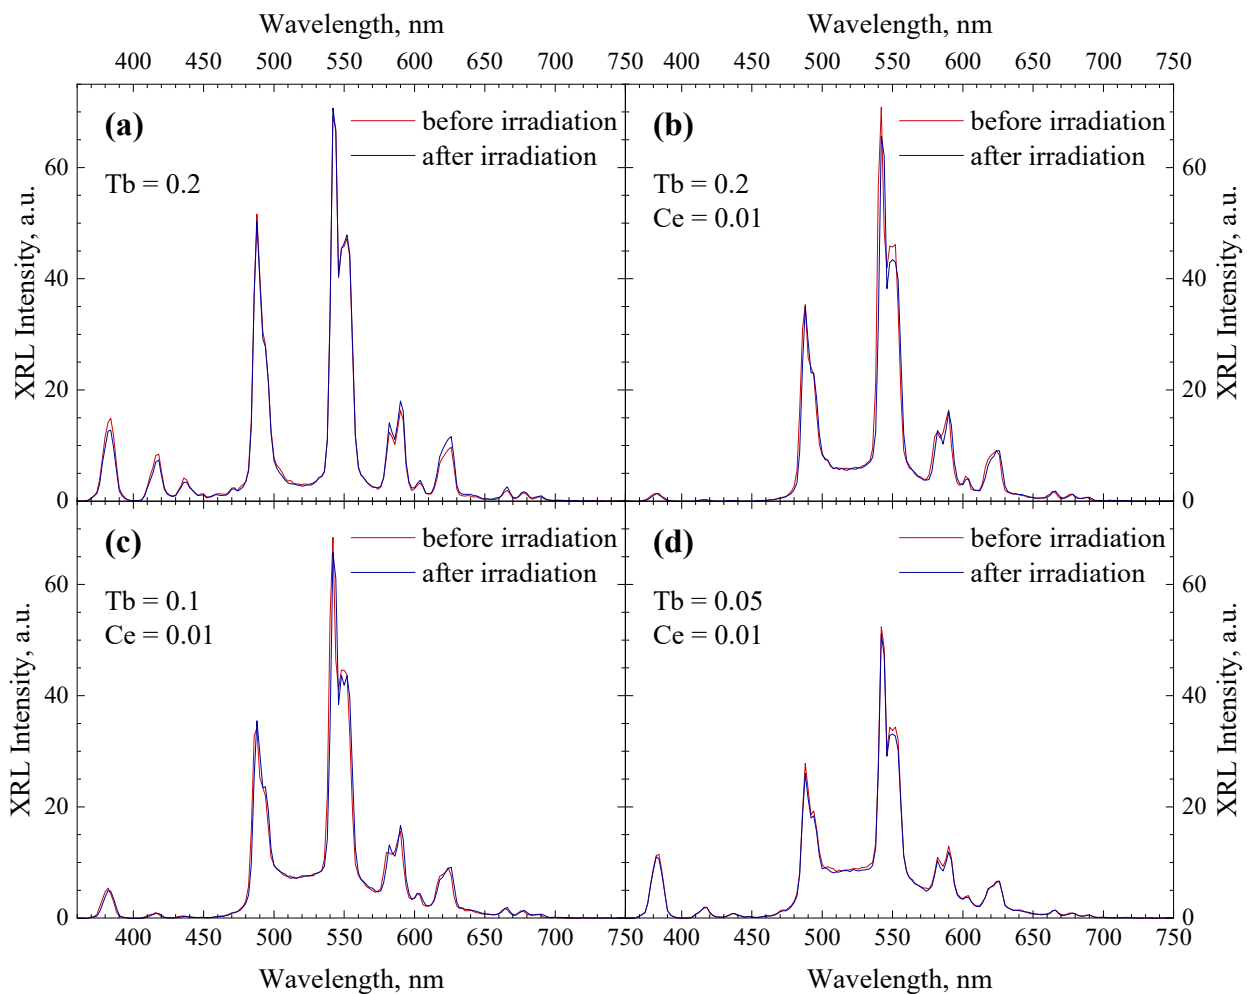 Wavelength, nm
Wavelength, nm
400 450 500 550 600 650 700 750
400 450 500 550 600 650 700 750
(a)
before irradiation
after irradiation
Tb = 0.2
XRL Intensity, a.u.
60
40
20
0
(b)
before irradiation
after irradiation
Tb = 0.2
Ce = 0.01
XRL Intensity, a.u.
60
40
20
0
(c)
before irradiation
after irradiation
Tb = 0.1
Ce = 0.01
XRL Intensity, a.u.
60
40
20
0
(d)
before irradiation
after irradiation
Tb = 0.05
Ce = 0.01
XRL Intensity, a.u.
60
40
20
0
400 450 500 550 600 650 700 750
400 450 500 550 600 650 700 750
Wavelength, nm
Wavelength, nm